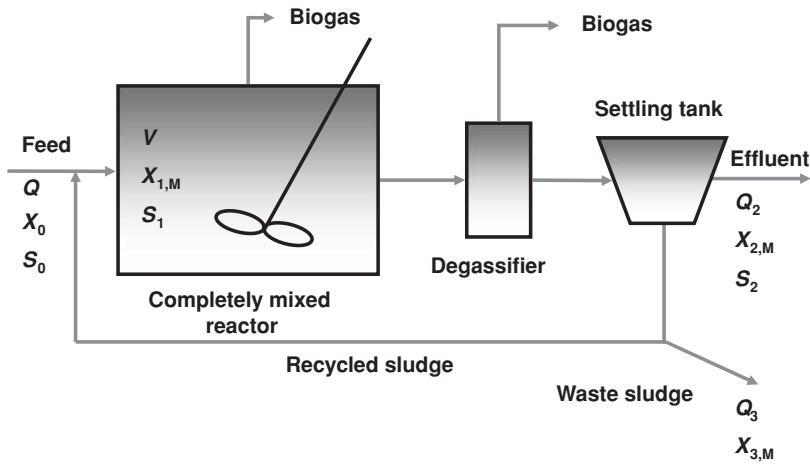 Biogas
Biogas
Settling tank
Feed
Q
X0
S0
V
X1,M
S1
Effluent
Q2
X2,M
S2
Degassifier
Completely mixed
reactor
Recycled sludge
Waste sludge
Q3
X3,M